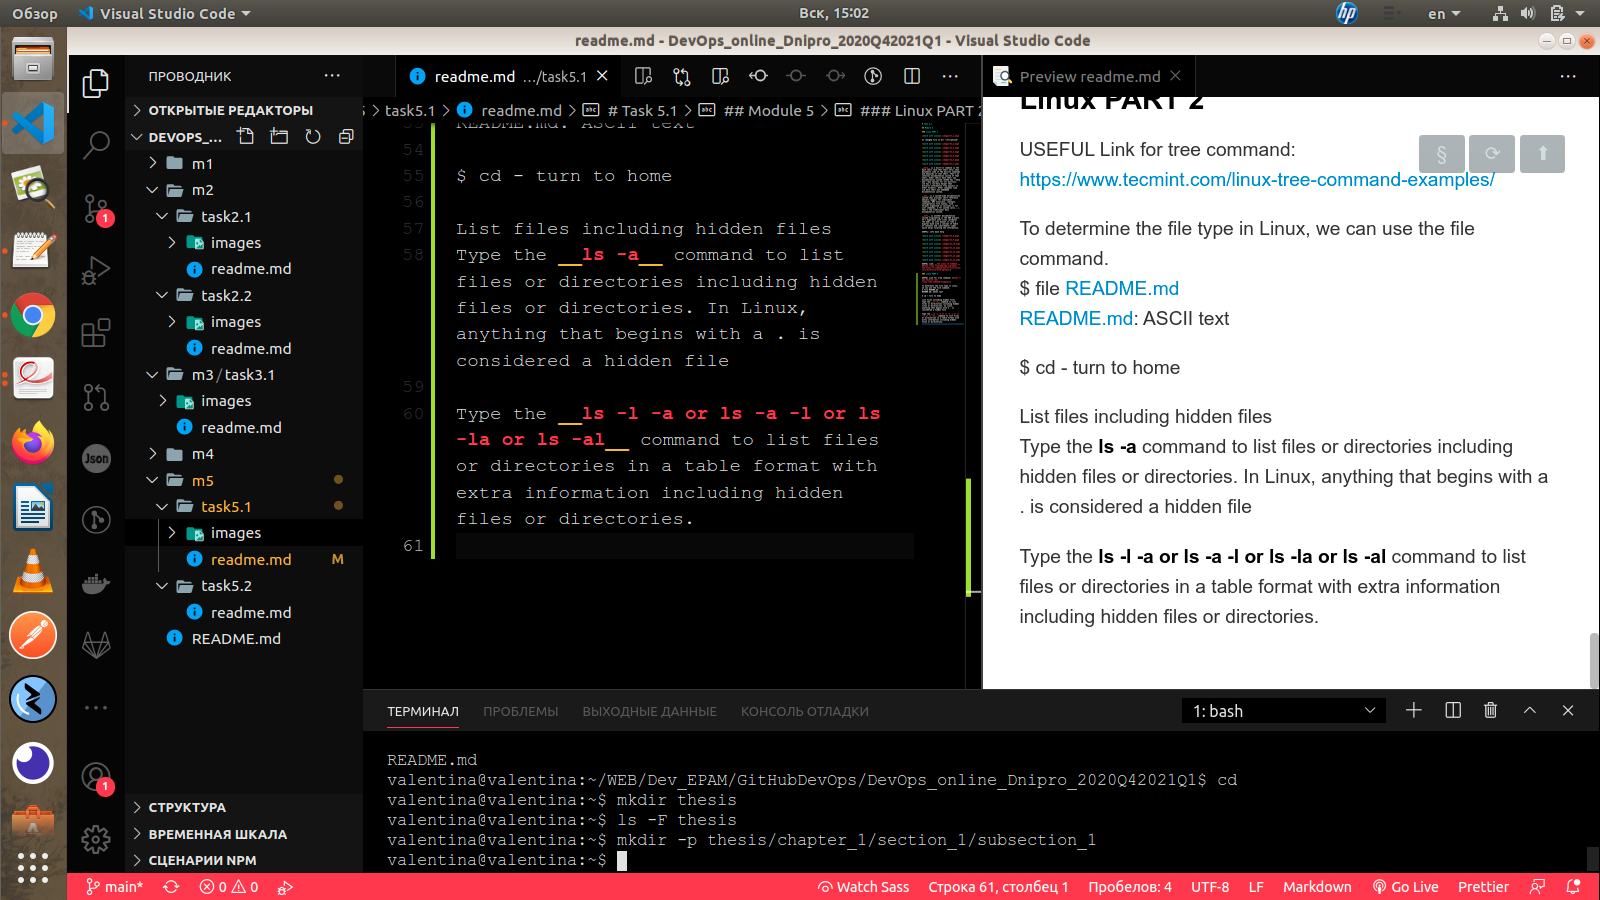 Обзор
Visual Studio Code
Вск, 15:02
hp
en
readme.md - DevOps_online_Dnipro_2020Q42021Q1 - Visual Studio Code
ПРОВОДНИК
ОТКРЫТЫЕ РЕДАКТОРЫ
DEVOPS_...
m1
m2
task2.1
images
readme.md
task2.2
images
readme.md
m3 / task3.1
images
readme.md
m4
m5
task5.1
images
readme.md M
task5.2
readme.md
README.md
СТРУКТУРА
ВРЕМЕННАЯ ШКАЛА
СЦЕНАРИИ NPM
1
Json
1
readme.md .../task5.1
task5.1 > readme.md > # Task 5.1 > ## Module 5 > ### Linux PART 2
README.md: ASCII text
54
55 $ cd - turn to home
56
57 List files including hidden files
58 Type the __ls -a__ command to list
files or directories including hidden
files or directories. In Linux,
anything that begins with a . is
considered a hidden file
59
60 Type the __ls -l -a or ls -a -l or ls
-la or ls -al__ command to list files
or directories in a table format with
extra information including hidden
files or directories.
61
Preview readme.md
Linux PART 2
USEFUL Link for tree command:
https://www.tecmint.com/linux-tree-command-examples/
§
To determine the file type in Linux, we can use the file
command.
$ file README.md
README.md: ASCII text
$ cd - turn to home
List files including hidden files
Type the ls -a command to list files or directories including
hidden files or directories. In Linux, anything that begins with a
. is considered a hidden file
Type the ls -l -a or ls -a -l or ls -la or ls -al command to list
files or directories in a table format with extra information
including hidden files or directories.
ТЕРМИНАЛ
ПРОБЛЕМЫ
ВЫХОДНЫЕ ДАННЫЕ
КОНСОЛЬ ОТЛАДКИ
1: bash
README.md
valentina@valentina:~/WEB/Dev_EPAM/GitHubDevOps/DevOps_online_Dnipro_2020Q42021Q1$ cd
valentina@valentina:~$ mkdir thesis
valentina@valentina:~$ ls -F thesis
valentina@valentina:~$ mkdir -p thesis/chapter_1/section_1/subsection_1
valentina@valentina:~$
main*
0
0
Watch Sass
Строка 61, столбец 1
Пробелов: 4
UTF-8
LF
Markdown
Go Live
Prettier